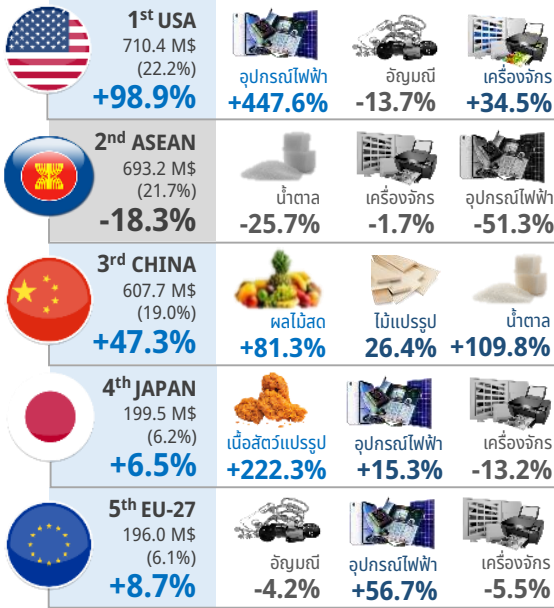 1st USA
710.4 M$
(22.2%)
+98.9%
อุปกรณ์ไฟฟ้า
+447.6%
อัญมณี
-13.7%
เครื่องจักร
+34.5%
2nd ASEAN
693.2 M$
(21.7%)
-18.3%
น้ำตาล
-25.7%
เครื่องจักร
-1.7%
อุปกรณ์ไฟฟ้า
-51.3%
3rd CHINA
607.7 M$
(19.0%)
+47.3%
ผลไม้สด
+81.3%
ไม้แปรรูป
26.4%
น้ำตาล
+109.8%
4th JAPAN
199.5 M$
(6.2%)
+6.5%
เนื้อสัตว์แปรรูป
+222.3%
อุปกรณ์ไฟฟ้า
+15.3%
เครื่องจักร
-13.2%
5th EU-27
196.0 M$
(6.1%)
+8.7%
อัญมณี
-4.2%
อุปกรณ์ไฟฟ้า
+56.7%
เครื่องจักร
-5.5%